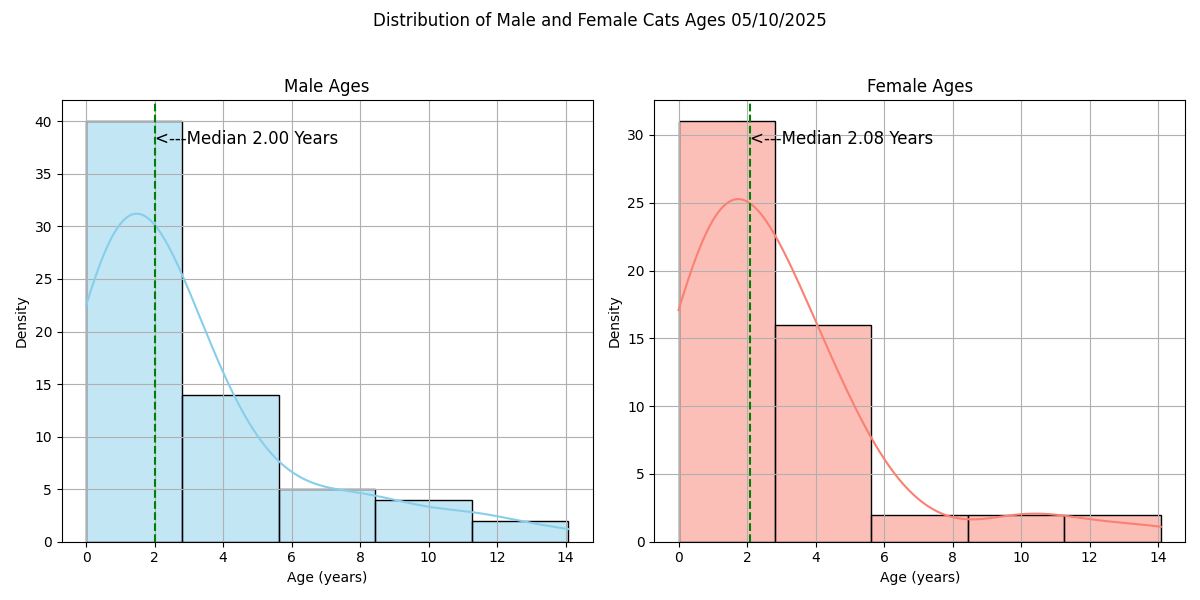 Distribution of Male and Female Cats Ages 05/10/2025
Male Ages
40
35
30
25
20
15
10
5
0
Density
<---Median 2.00 Years
0 2 4 6 8 10 12 14
Age (years)
Female Ages
30
25
20
15
10
5
0
Density
<---Median 2.08 Years
0 2 4 6 8 10 12 14
Age (years)